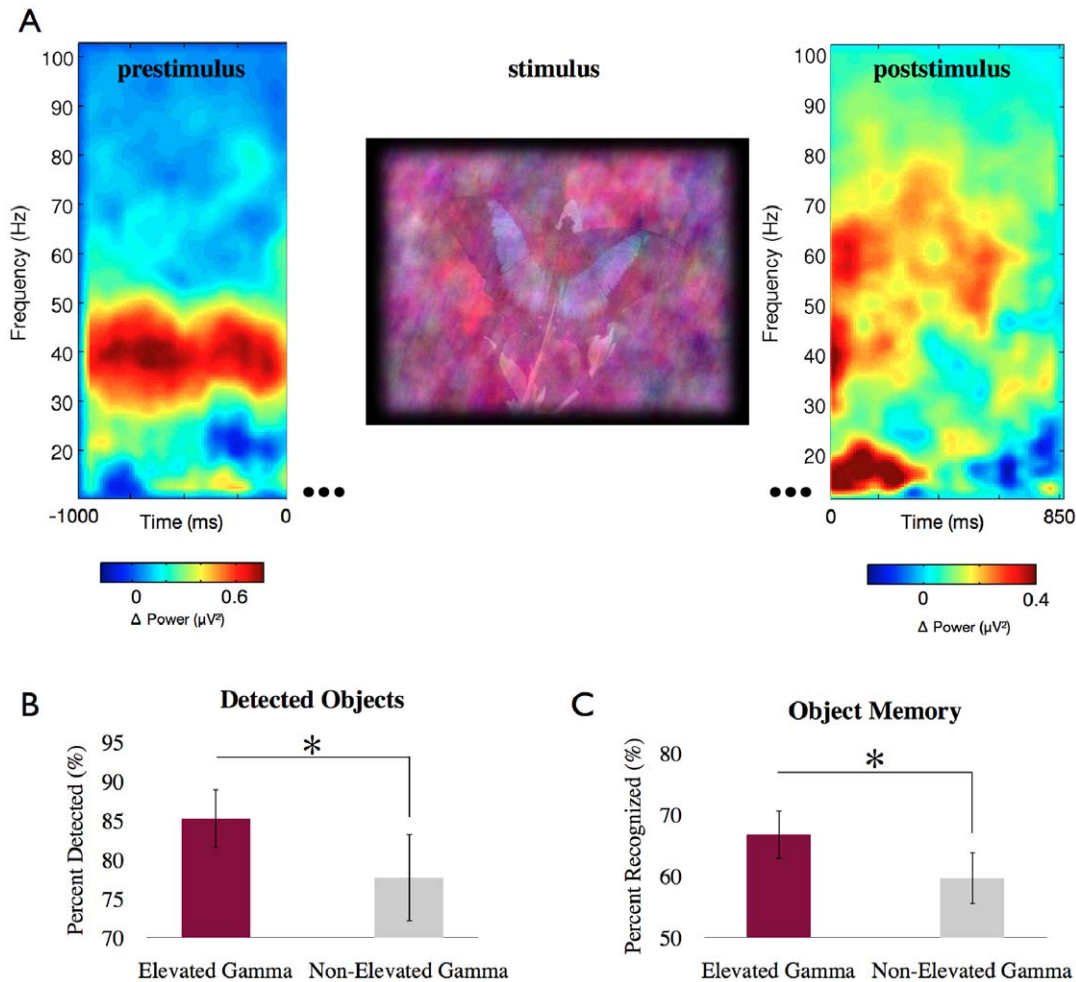 A
prestimulus
stimulus
poststimulus
Frequency (Hz)
100
90
80
70
60
50
40
30
20
-1000
Time (ms)
0
•••
Frequency (Hz)
100
90
80
70
60
50
40
30
20
•••
0
Time (ms)
850
0 0.6
Δ Power (µV²)
0 0.4
Δ Power (µV²)
B
Detected Objects
Percent Detected (%)
95
90
85
80
75
70
*
Elevated Gamma Non-Elevated Gamma
C
Object Memory
Percent Recognized (%)
80
70
60
50
*
Elevated Gamma Non-Elevated Gamma